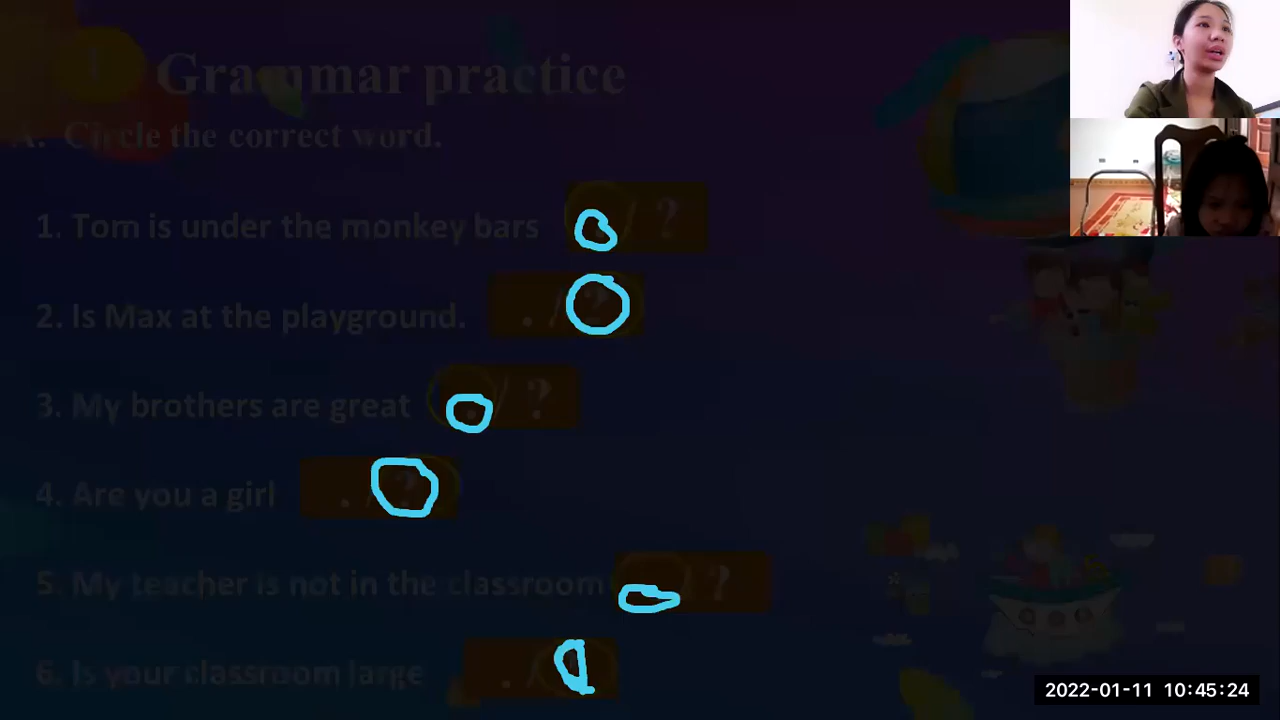 1
Grammar practice
A. Circle the correct word.
1. Tom is under the monkey bars . / ?
2. Is Max at the playground. . / ?
3. My brothers are great . / ?
4. Are you a girl . / ?
5. My teacher is not in the classroom . / ?
6. Is your classroom large . / ?
2022-01-11 10:45:24